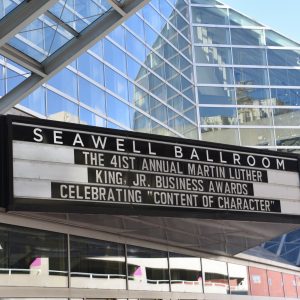 SEAWELL BALLROOM
THE 41ST ANNUAL MARTIN LUTHER
KING, JR. BUSINESS AWARDS
CELEBRATING "CONTENT OF CHARACTER"